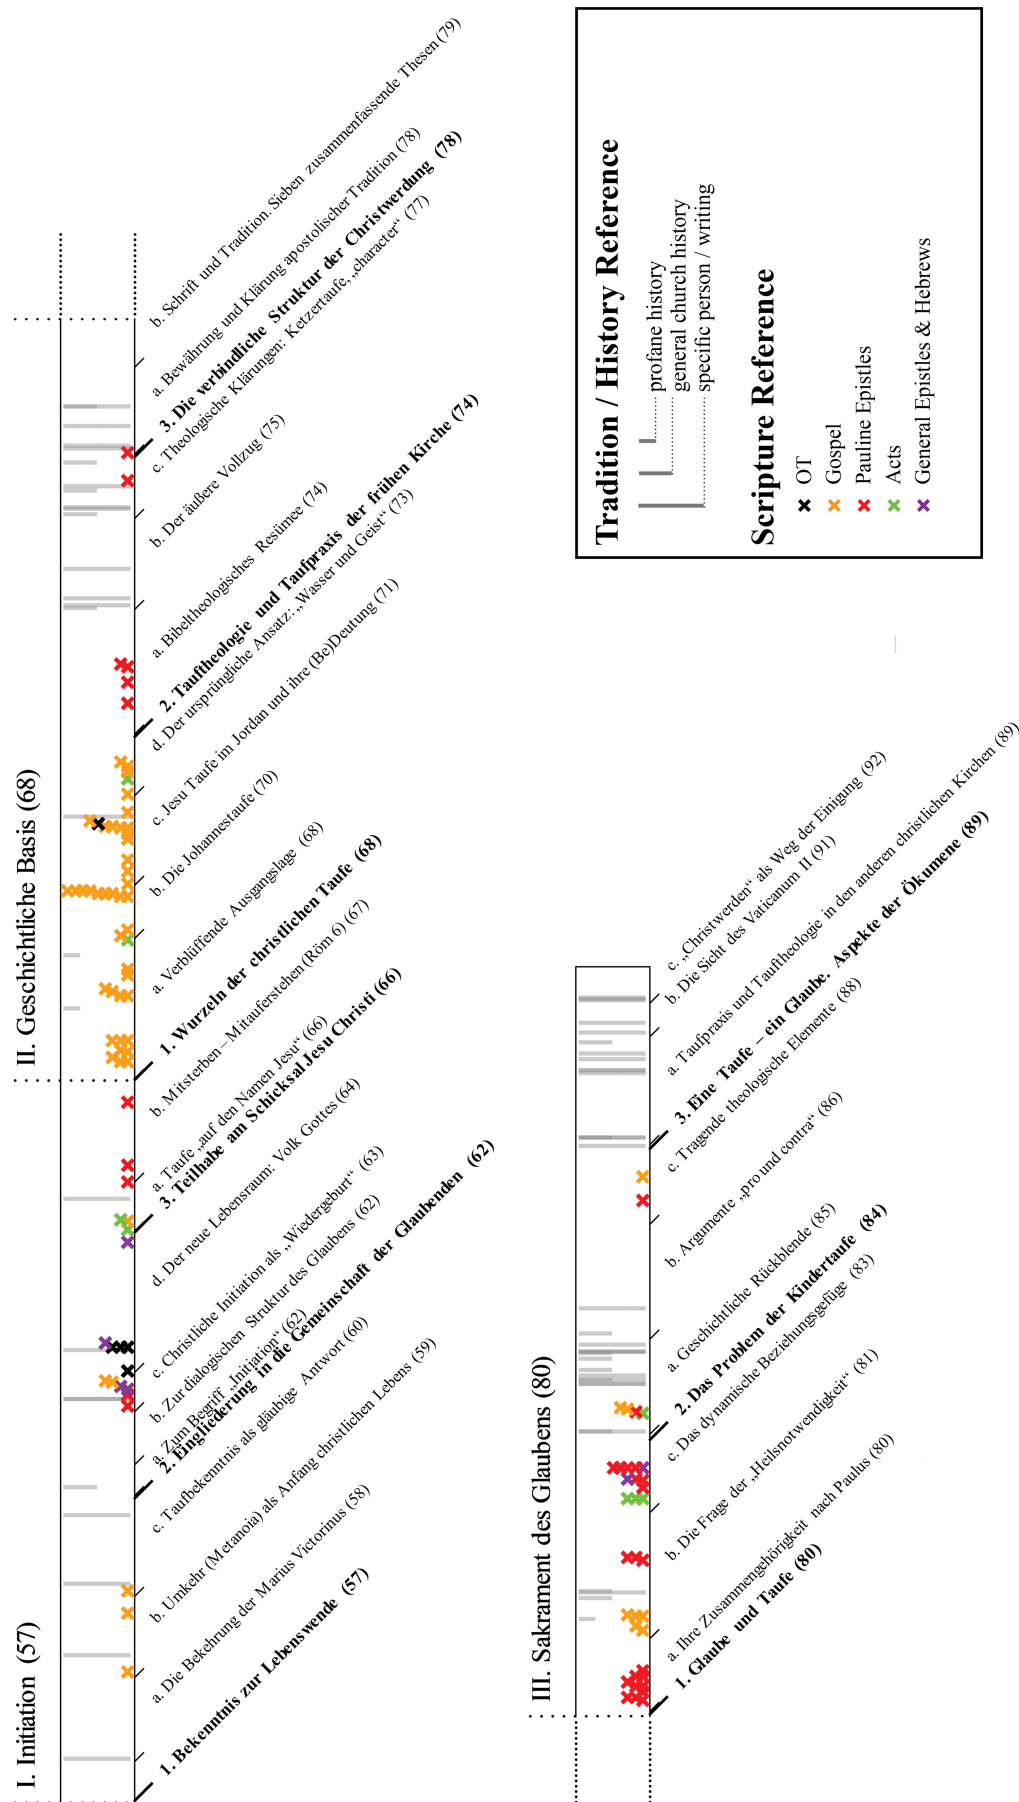 I. Initiation (57)
1. Bekenntnis zur Lebenswende (57)
a. Die Bekehrung der Marius Victorinus (58)
b. Umkehr (Metanoia) als Anfang christlichen Lebens (59)
c. Taufbekenntnis als gläubige Antwort (60)
2. Eingliederung in die Gemeinschaft der Glaubenden (62)
a. Zum Begriff „Initiation“ (62)
b. Zur dialogischen Struktur des Glaubens (62)
c. Christliche Initiation als „Wiedergeburt“ (63)
d. Der neue Lebensraum: Volk Gottes (64)
3. Teilhabe am Schicksal Jesu Christi (66)
a. Taufe „auf den Namen Jesu“ (66)
b. Mitsterben – Mitauferstehen (Röm 6) (67)
II. Geschichtliche Basis (68)
1. Wurzeln der christlichen Taufe (68)
a. Verblüffende Ausgangslage (68)
b. Die Johannestaufe (70)
c. Jesu Taufe im Jordan und ihre (Be)Deutung (71)
d. Der ursprüngliche Ansatz: „Wasser und Geist“ (73)
2. Tauftheologie und Taufpraxis der frühen Kirche (74)
a. Bibeltheologisches Resümee (74)
b. Der äußere Vollzug (75)
c. Theologische Klärungen: Ketzertaufe, „character“ (77)
3. Die verbindliche Struktur der Christwerdung (78)
a. Bewährung und Klärung apostolischer Tradition (78)
b. Schrift und Tradition. Sieben zusammenfassende Thesen (79)
III. Sakrament des Glaubens (80)
1. Glaube und Taufe (80)
a. Ihre Zusammengehörigkeit nach Paulus (80)
b. Die Frage der „Heilsnotwendigkeit“ (81)
c. Das dynamische Beziehungsgefüge (83)
2. Das Problem der Kindertaufe (84)
a. Geschichtliche Rückblende (85)
b. Argumente „pro und contra“ (86)
c. Tragende theologische Elemente (88)
3. Eine Taufe – ein Glaube. Aspekte der Ökumene (89)
a. Taufpraxis und Tauftheologie in den anderen christlichen Kirchen (89)
b. Die Sicht des Vaticanum II (91)
c. „Christwerden“ als Weg der Einigung (92)
Tradition / History Reference
profane history
general church history
specific person / writing
Scripture Reference
OT
Gospel
Pauline Epistles
Acts
General Epistles & Hebrews